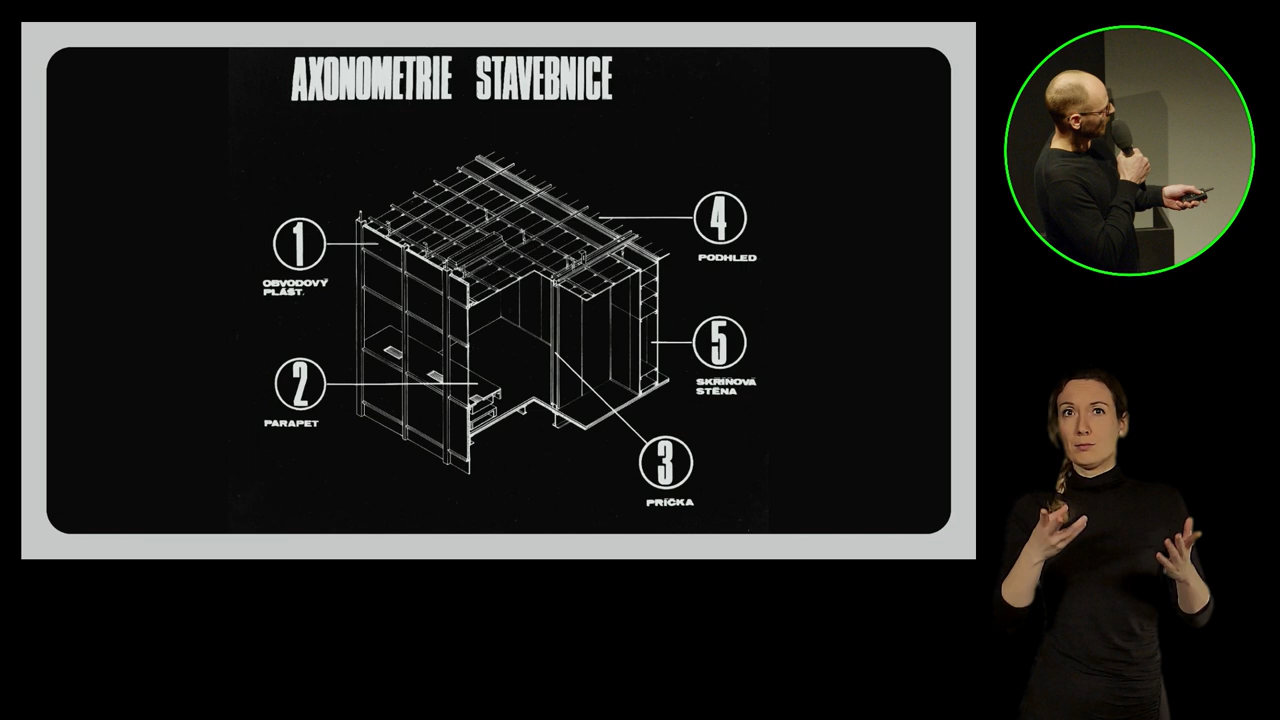 AXONOMETRIE STAVEBNICE
1
OBVODOVÝ
PLÁŠŤ.
2
PARAPET
3
PŘÍČKA
4
PODHLED
5
SKŘÍŇOVÁ
STĚNA